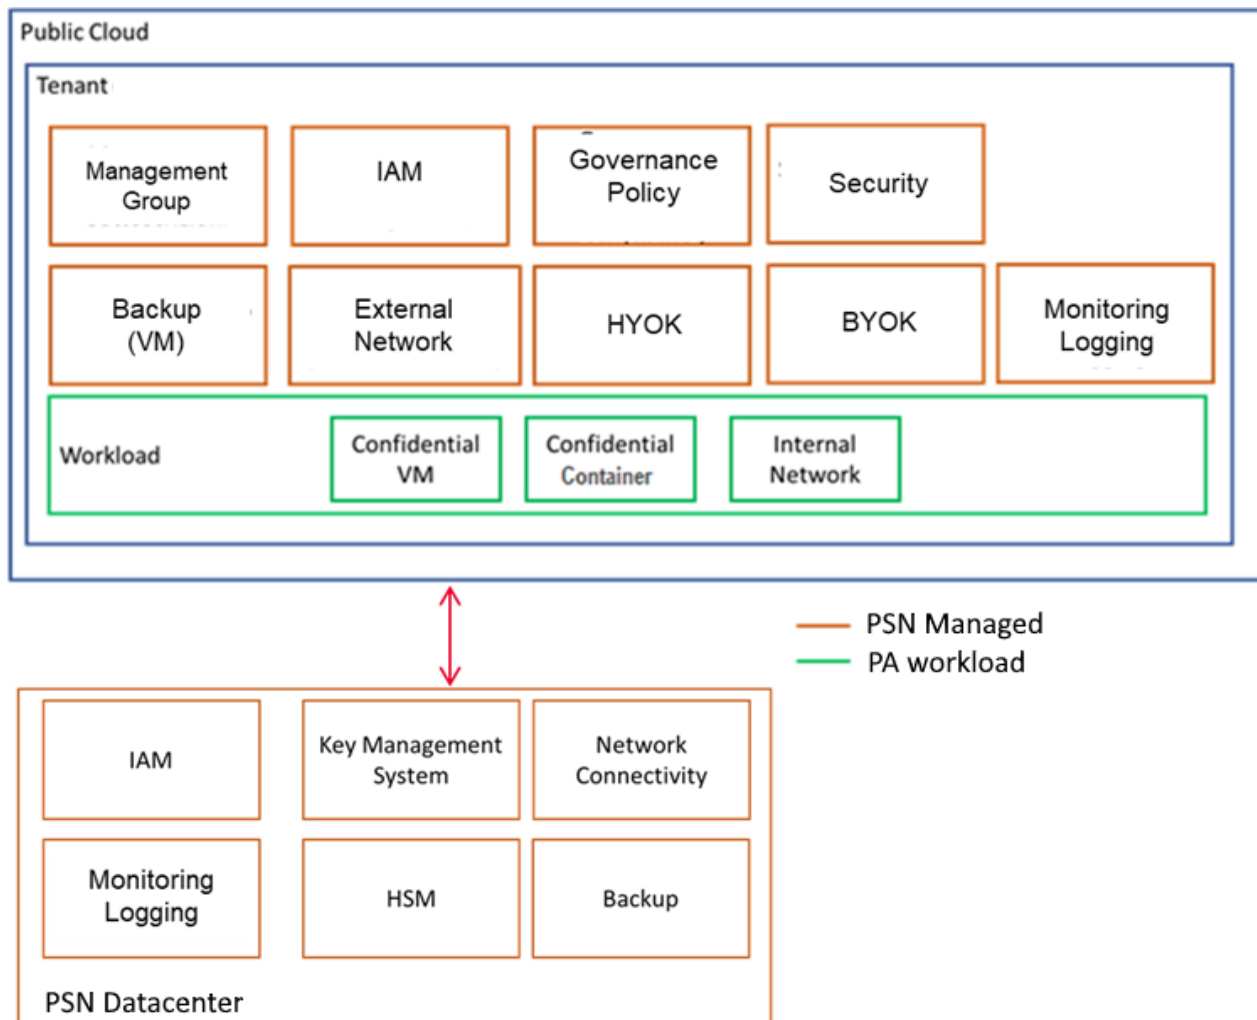 Public Cloud
Tenant
Management
Group
IAM
Governance
Policy
Security
Backup
(VM)
External
Network
HYOK
BYOK
Monitoring
Logging
Workload
Confidential
VM
Confidential
Container
Internal
Network
PSN Managed
PA workload
IAM
Key Management
System
Network
Connectivity
Monitoring
Logging
HSM
Backup
PSN Datacenter